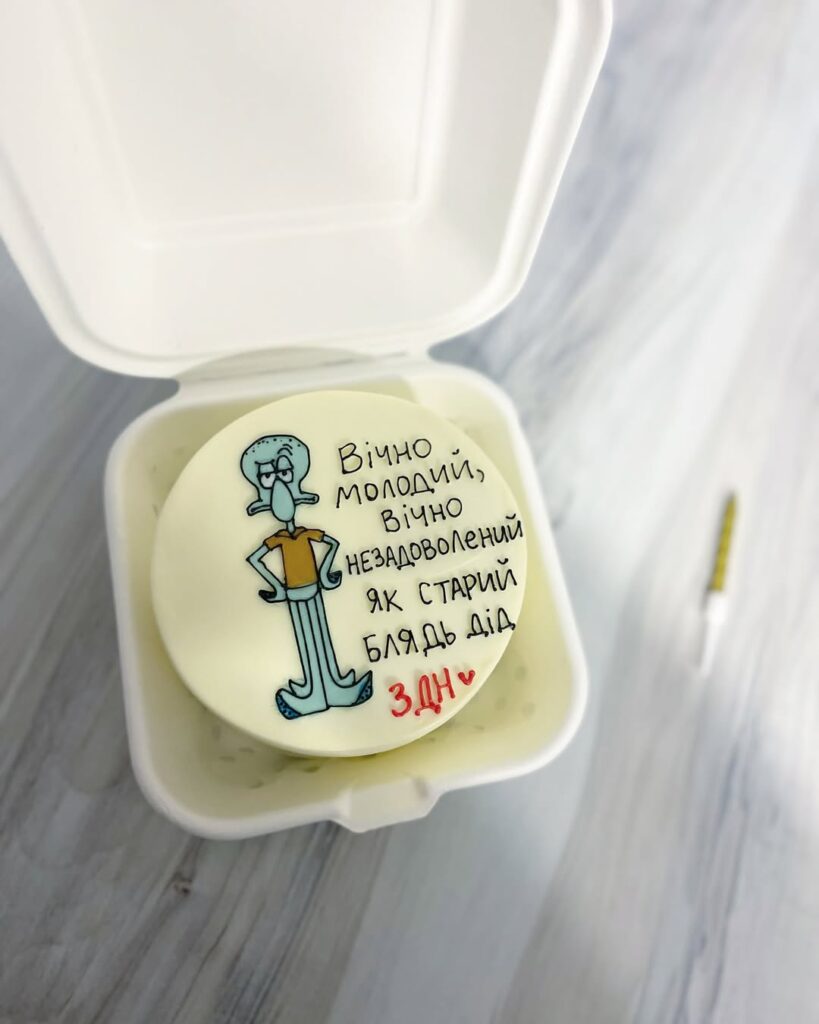 Вічно
молодий,
вічно
незадоволений
як старий
блядь дід
ЗДН